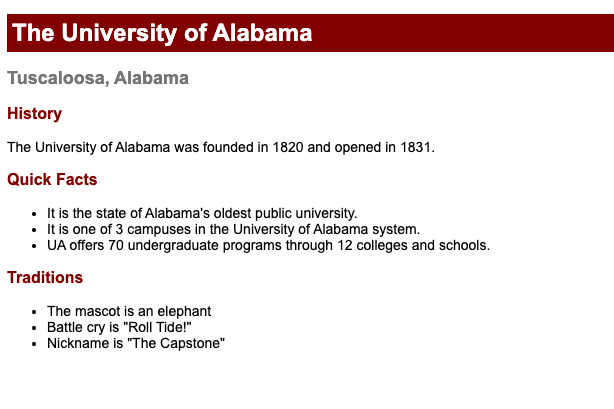 The University of Alabama
Tuscaloosa, Alabama
History
The University of Alabama was founded in 1820 and opened in 1831.
Quick Facts
• It is the state of Alabama's oldest public university.
• It is one of 3 campuses in the University of Alabama system.
• UA offers 70 undergraduate programs through 12 colleges and schools.
Traditions
• The mascot is an elephant
• Battle cry is "Roll Tide!"
• Nickname is "The Capstone"